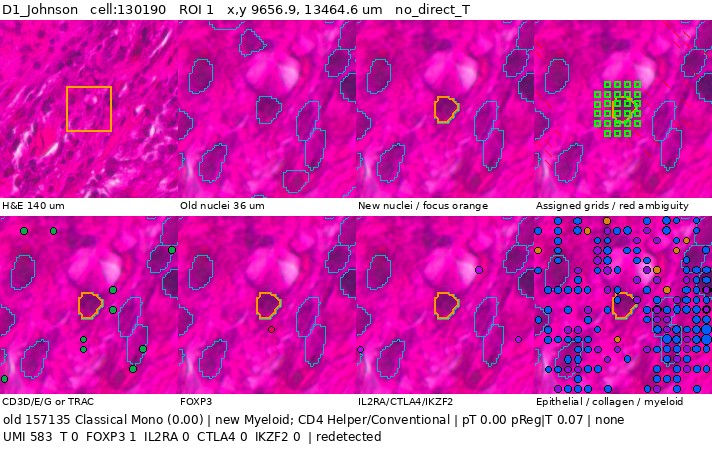 D1_Johnson   cell:130190   ROI 1   x,y 9656.9, 13464.6 um   no_direct_T
H&E 140 um
Old nuclei 36 um
New nuclei / focus orange
Assigned grids / red ambiguity
CD3D/E/G or TRAC
FOXP3
IL2RA/CTLA4/IKZF2
Epithelial / collagen / myeloid
old 157135 Classical Mono (0.00) | new Myeloid; CD4 Helper/Conventional | pT 0.00 pReg|T 0.07 | none
UMI 583  T 0  FOXP3 1  IL2RA 0  CTLA4 0  IKZF2 0  | redetected